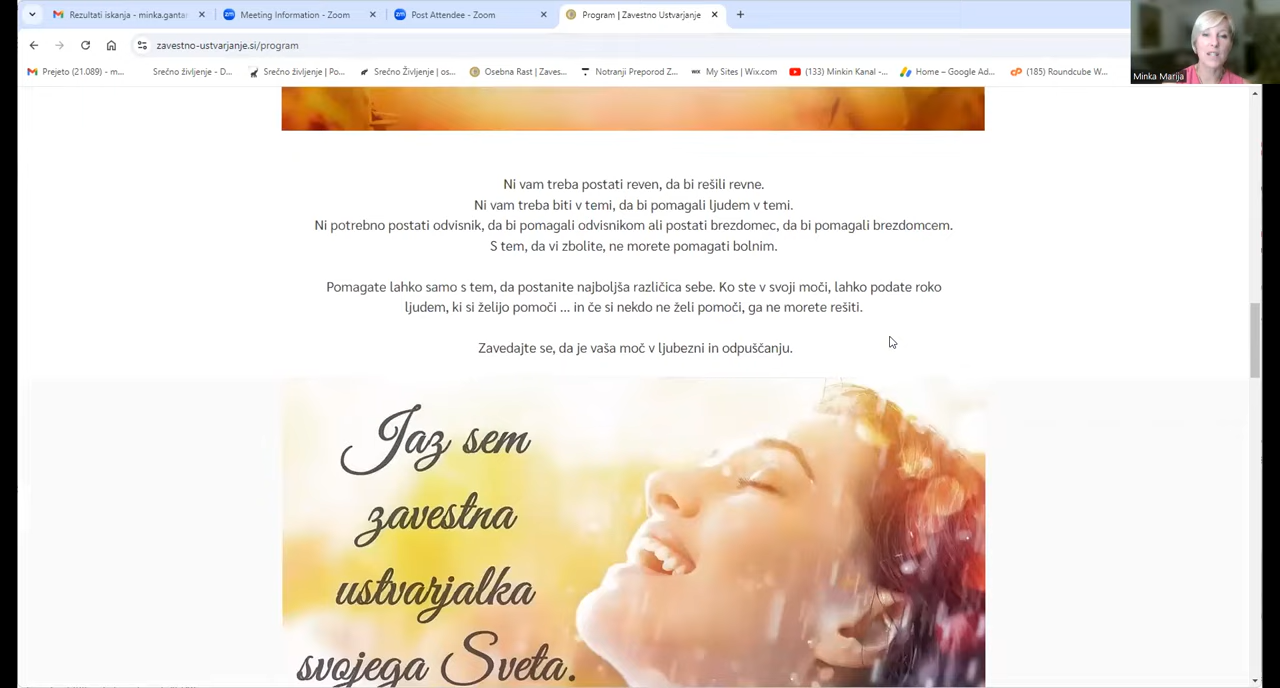 Rezultati iskanja - minka.ganta
Meeting Information - Zoom
Post Attendee - Zoom
Program | Zavestno Ustvarjanje
zavestno-ustvarjanje.si/program
Prejeto (21.089) - m...
Srečno življenje - D...
Srečno življenje | Po...
Srečno Življenje | os...
Osebna Rast | Zaves...
Notranji Preporod Z...
My Sites | Wix.com
(133) Minkin Kanal -...
Home – Google Ad...
(185) Roundcube W...
Minka Marija
Ni vam treba postati reven, da bi rešili revne.
Ni vam treba biti v temi, da bi pomagali ljudem v temi.
Ni potrebno postati odvisnik, da bi pomagali odvisnikom ali postati brezdomec, da bi pomagali brezdomcem.
S tem, da vi zbolite, ne morete pomagati bolnim.
Pomagate lahko samo s tem, da postanite najboljša različica sebe. Ko ste v svoji moči, lahko podate roko
ljudem, ki si želijo pomoči ... in če si nekdo ne želi pomoči, ga ne morete rešiti.
Zavedajte se, da je vaša moč v ljubezni in odpuščanju.
Jaz sem
zavestna
ustvarjalka
svojega Sveta.